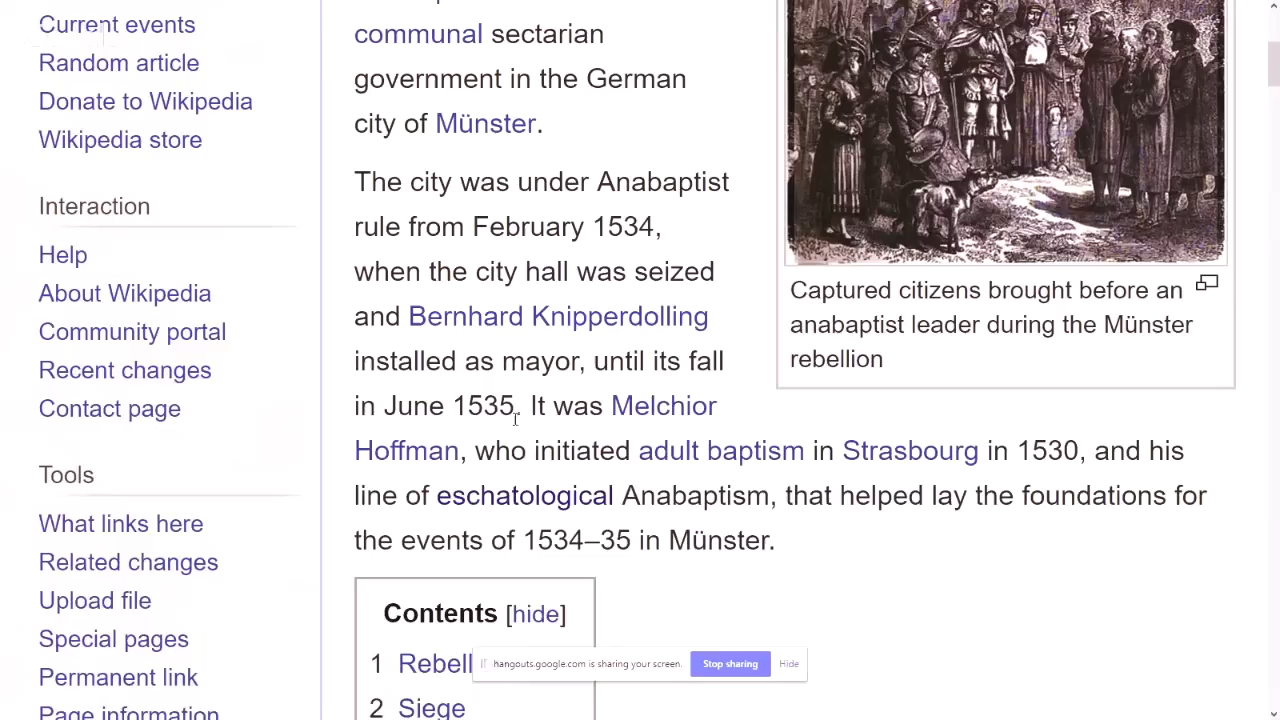 Current events
Random article
Donate to Wikipedia
Wikipedia store
Interaction
Help
About Wikipedia
Community portal
Recent changes
Contact page
Tools
What links here
Related changes
Upload file
Special pages
Permanent link
Page information
communal sectarian
government in the German
city of Münster.
The city was under Anabaptist
rule from February 1534,
when the city hall was seized
and Bernhard Knipperdolling
installed as mayor, until its fall
in June 1535. It was Melchior
Hoffman, who initiated adult baptism in Strasbourg in 1530, and his
line of eschatological Anabaptism, that helped lay the foundations for
the events of 1534–35 in Münster.
Captured citizens brought before an
anabaptist leader during the Münster
rebellion
Contents [hide]
1 Rebell
2 Siege
hangouts.google.com is sharing your screen. Stop sharing Hide